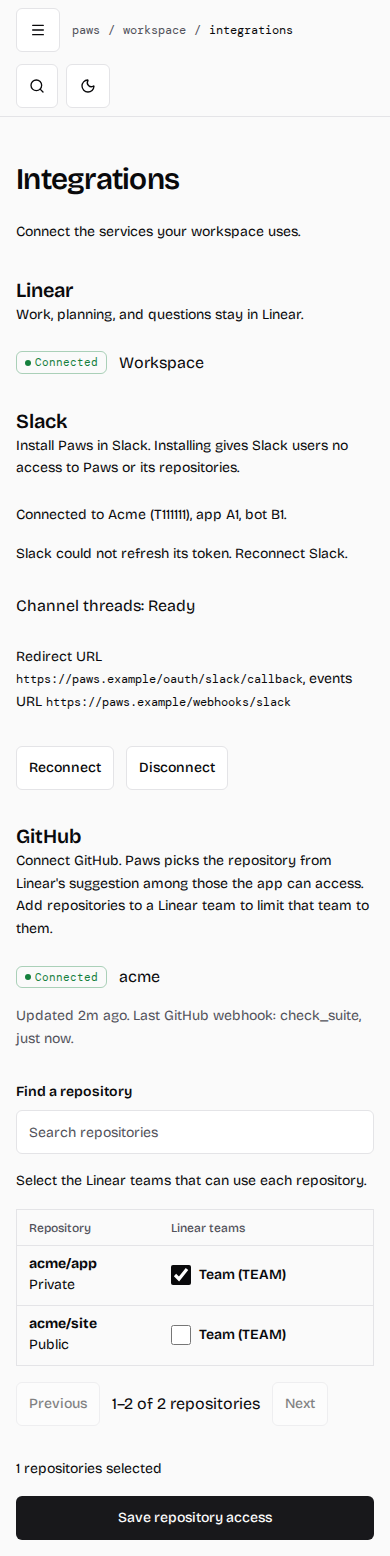 paws / workspace / integrations
Integrations
Connect the services your workspace uses.
Linear
Work, planning, and questions stay in Linear.
Connected Workspace
Slack
Install Paws in Slack. Installing gives Slack users no
access to Paws or its repositories.
Connected to Acme (T111111), app A1, bot B1.
Slack could not refresh its token. Reconnect Slack.
Channel threads: Ready
Redirect URL
https://paws.example/oauth/slack/callback, events
URL https://paws.example/webhooks/slack
Reconnect Disconnect
GitHub
Connect GitHub. Paws picks the repository from
Linear's suggestion among those the app can access.
Add repositories to a Linear team to limit that team to
them.
Connected acme
Updated 2m ago. Last GitHub webhook: check_suite,
just now.
Find a repository
Search repositories
Select the Linear teams that can use each repository.
Repository Linear teams
acme/app
Private
Team (TEAM)
acme/site
Public
Team (TEAM)
Previous 1–2 of 2 repositories Next
1 repositories selected
Save repository access